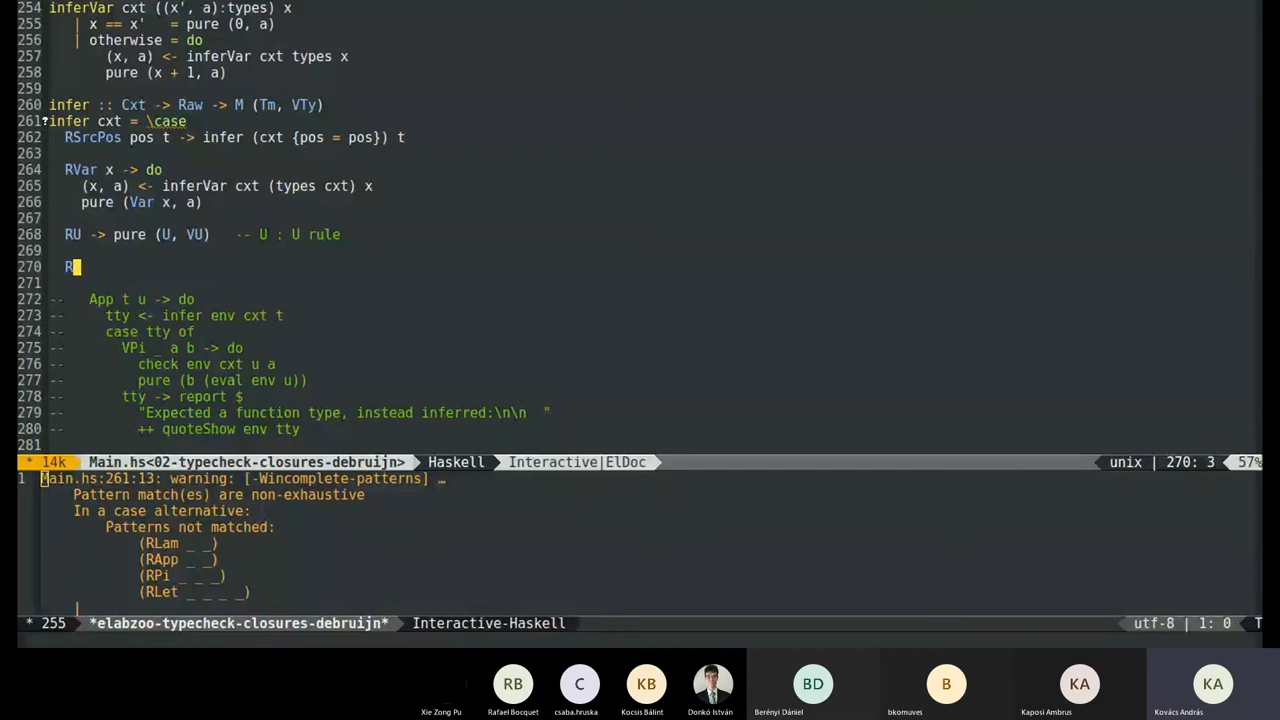 254 inferVar cxt ((x', a):types) x
255    | x == x'   = pure (0, a)
256    | otherwise = do
257        (x, a) <- inferVar cxt types x
258        pure (x + 1, a)
259
260 infer :: Cxt -> Raw -> M (Tm, VTy)
261?infer cxt = \case
262   RSrcPos pos t -> infer (cxt {pos = pos}) t
263
264   RVar x -> do
265     (x, a) <- inferVar cxt (types cxt) x
266     pure (Var x, a)
267
268   RU -> pure (U, VU)   -- U : U rule
269
270   R
271
272 --   App t u -> do
273 --     tty <- infer env cxt t
274 --     case tty of
275 --       VPi _ a b -> do
276 --         check env cxt u a
277 --         pure (b (eval env u))
278 --       tty -> report $
279 --         "Expected a function type, instead inferred:\n\n  "
280 --         ++ quoteShow env tty
281
* 14k Main.hs<02-typecheck-closures-debruijn> Haskell Interactive|ElDoc unix | 270: 3 57%
1 Main.hs:261:13: warning: [-Wincomplete-patterns] …
    Pattern match(es) are non-exhaustive
    In a case alternative:
        Patterns not matched:
            (RLam _ _)
            (RApp _ _)
            (RPi _ _ _)
            (RLet _ _ _ _)
    |
* 255 *elabzoo-typecheck-closures-debruijn* Interactive-Haskell utf-8 | 1: 0 T
RB C KB BD B KA KA
Xie Zong Pu Rafael Bocquet csaba.hruska Kocsis Bálint Donkó István Berényi Dániel bkomuves Kaposi Ambrus Kovács András